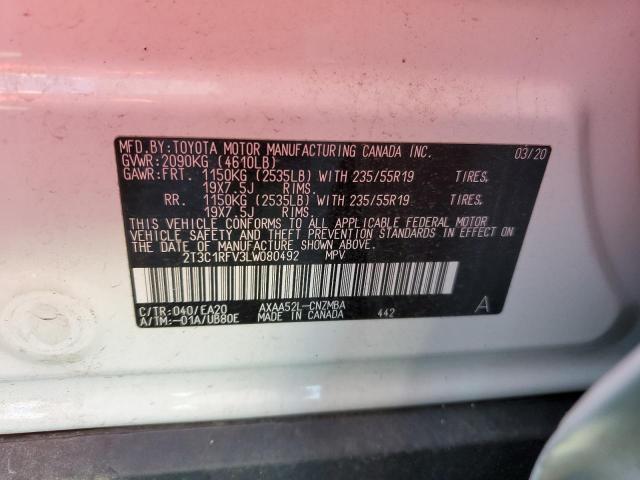 MFD.BY:TOYOTA MOTOR MANUFACTURING CANADA INC. 03/20
GVWR:2090KG (4610LB)
GAWR:FRT. 1150KG (2535LB) WITH 235/55R19 TIRES,
19X7.5J RIMS.
RR. 1150KG (2535LB) WITH 235/55R19 TIRES,
19X7.5J RIMS.
THIS VEHICLE CONFORMS TO ALL APPLICABLE FEDERAL MOTOR
VEHICLE SAFETY AND THEFT PREVENTION STANDARDS IN EFFECT ON
THE DATE OF MANUFACTURE SHOWN ABOVE.
2T3C1RFV3LW080492 MPV
C/TR:040/EA20 AXAA52L-CNZMBA A
A/TM:-01A/UB80E MADE IN CANADA 442